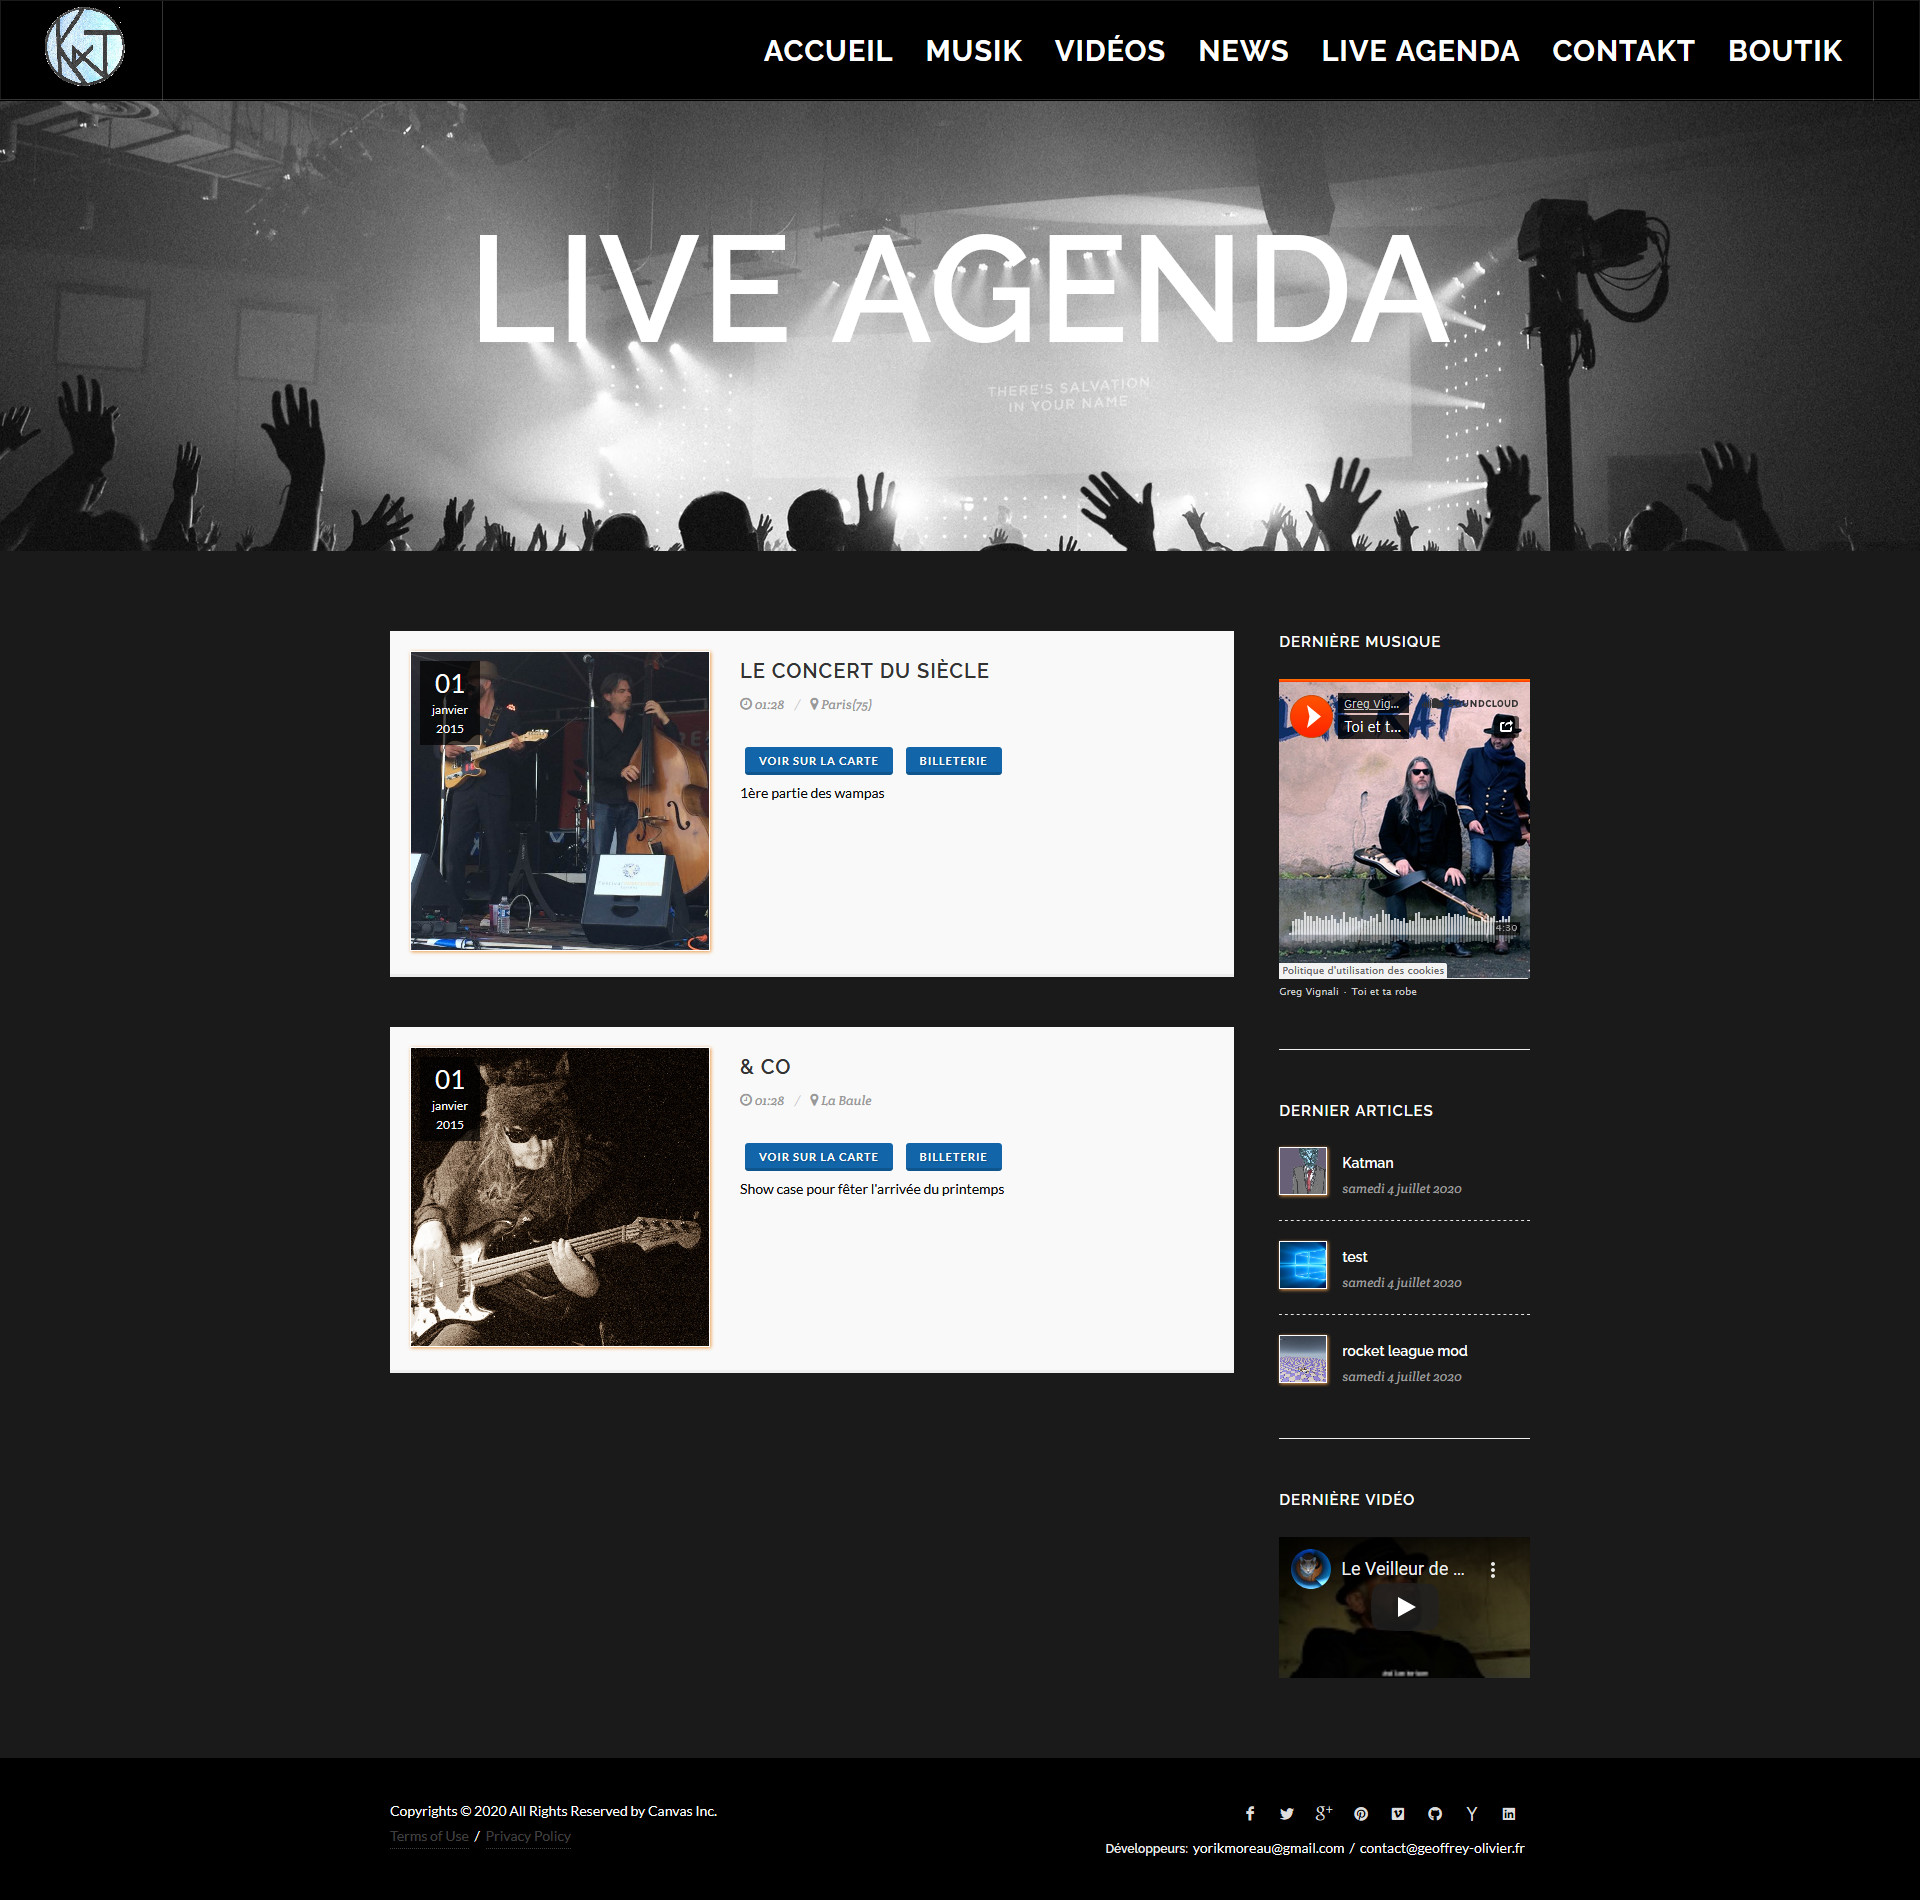 KAT
ACCUEIL MUSIK VIDÉOS NEWS LIVE AGENDA CONTAKT BOUTIK
LIVE AGENDA
THERE'S SALVATION
IN YOUR NAME
01
janvier
2015
LE CONCERT DU SIÈCLE
01:28 / Paris(75)
VOIR SUR LA CARTE BILLETERIE
1ère partie des wampas
01
janvier
2015
& CO
01:28 / La Baule
VOIR SUR LA CARTE BILLETERIE
Show case pour fêter l'arrivée du printemps
DERNIÈRE MUSIQUE
Greg Vig...
Toi et t...
4:30
Politique d'utilisation des cookies
Greg Vignali · Toi et ta robe
DERNIER ARTICLES
Katman
samedi 4 juillet 2020
test
samedi 4 juillet 2020
rocket league mod
samedi 4 juillet 2020
DERNIÈRE VIDÉO
Le Veilleur de ...
Copyrights © 2020 All Rights Reserved by Canvas Inc.
Terms of Use / Privacy Policy
Développeurs: yorikmoreau@gmail.com / contact@geoffrey-olivier.fr